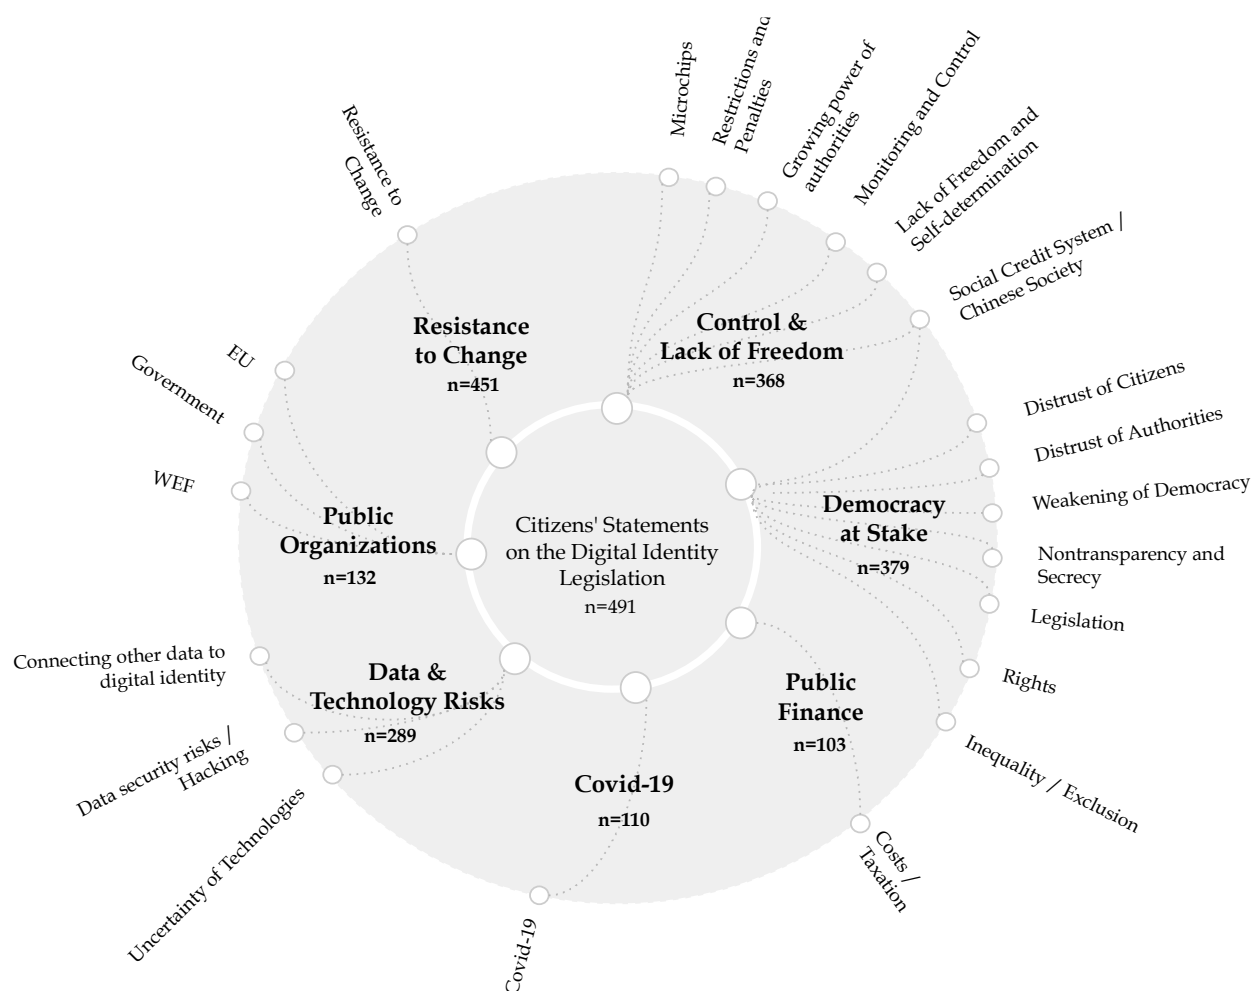 Microchips
Restrictions and
Penalties
Growing power of
authorities
Monitoring and Control
Lack of Freedom and
Self-determination
Social Credit System /
Chinese Society
Resistance to
Change
Resistance
to Change
n=451
Control &
Lack of Freedom
n=368
EU
Government
WEF
Public
Organizations
n=132
Citizens' Statements
on the Digital Identity
Legislation
n=491
Democracy
at Stake
n=379
Distrust of Citizens
Distrust of Authorities
Weakening of Democracy
Nontransparency and
Secrecy
Legislation
Rights
Inequality / Exclusion
Connecting other data to
digital identity
Data security risks /
Hacking
Uncertainty of Technologies
Data &
Technology Risks
n=289
Public
Finance
n=103
Covid-19
n=110
Costs /
Taxation
Covid-19